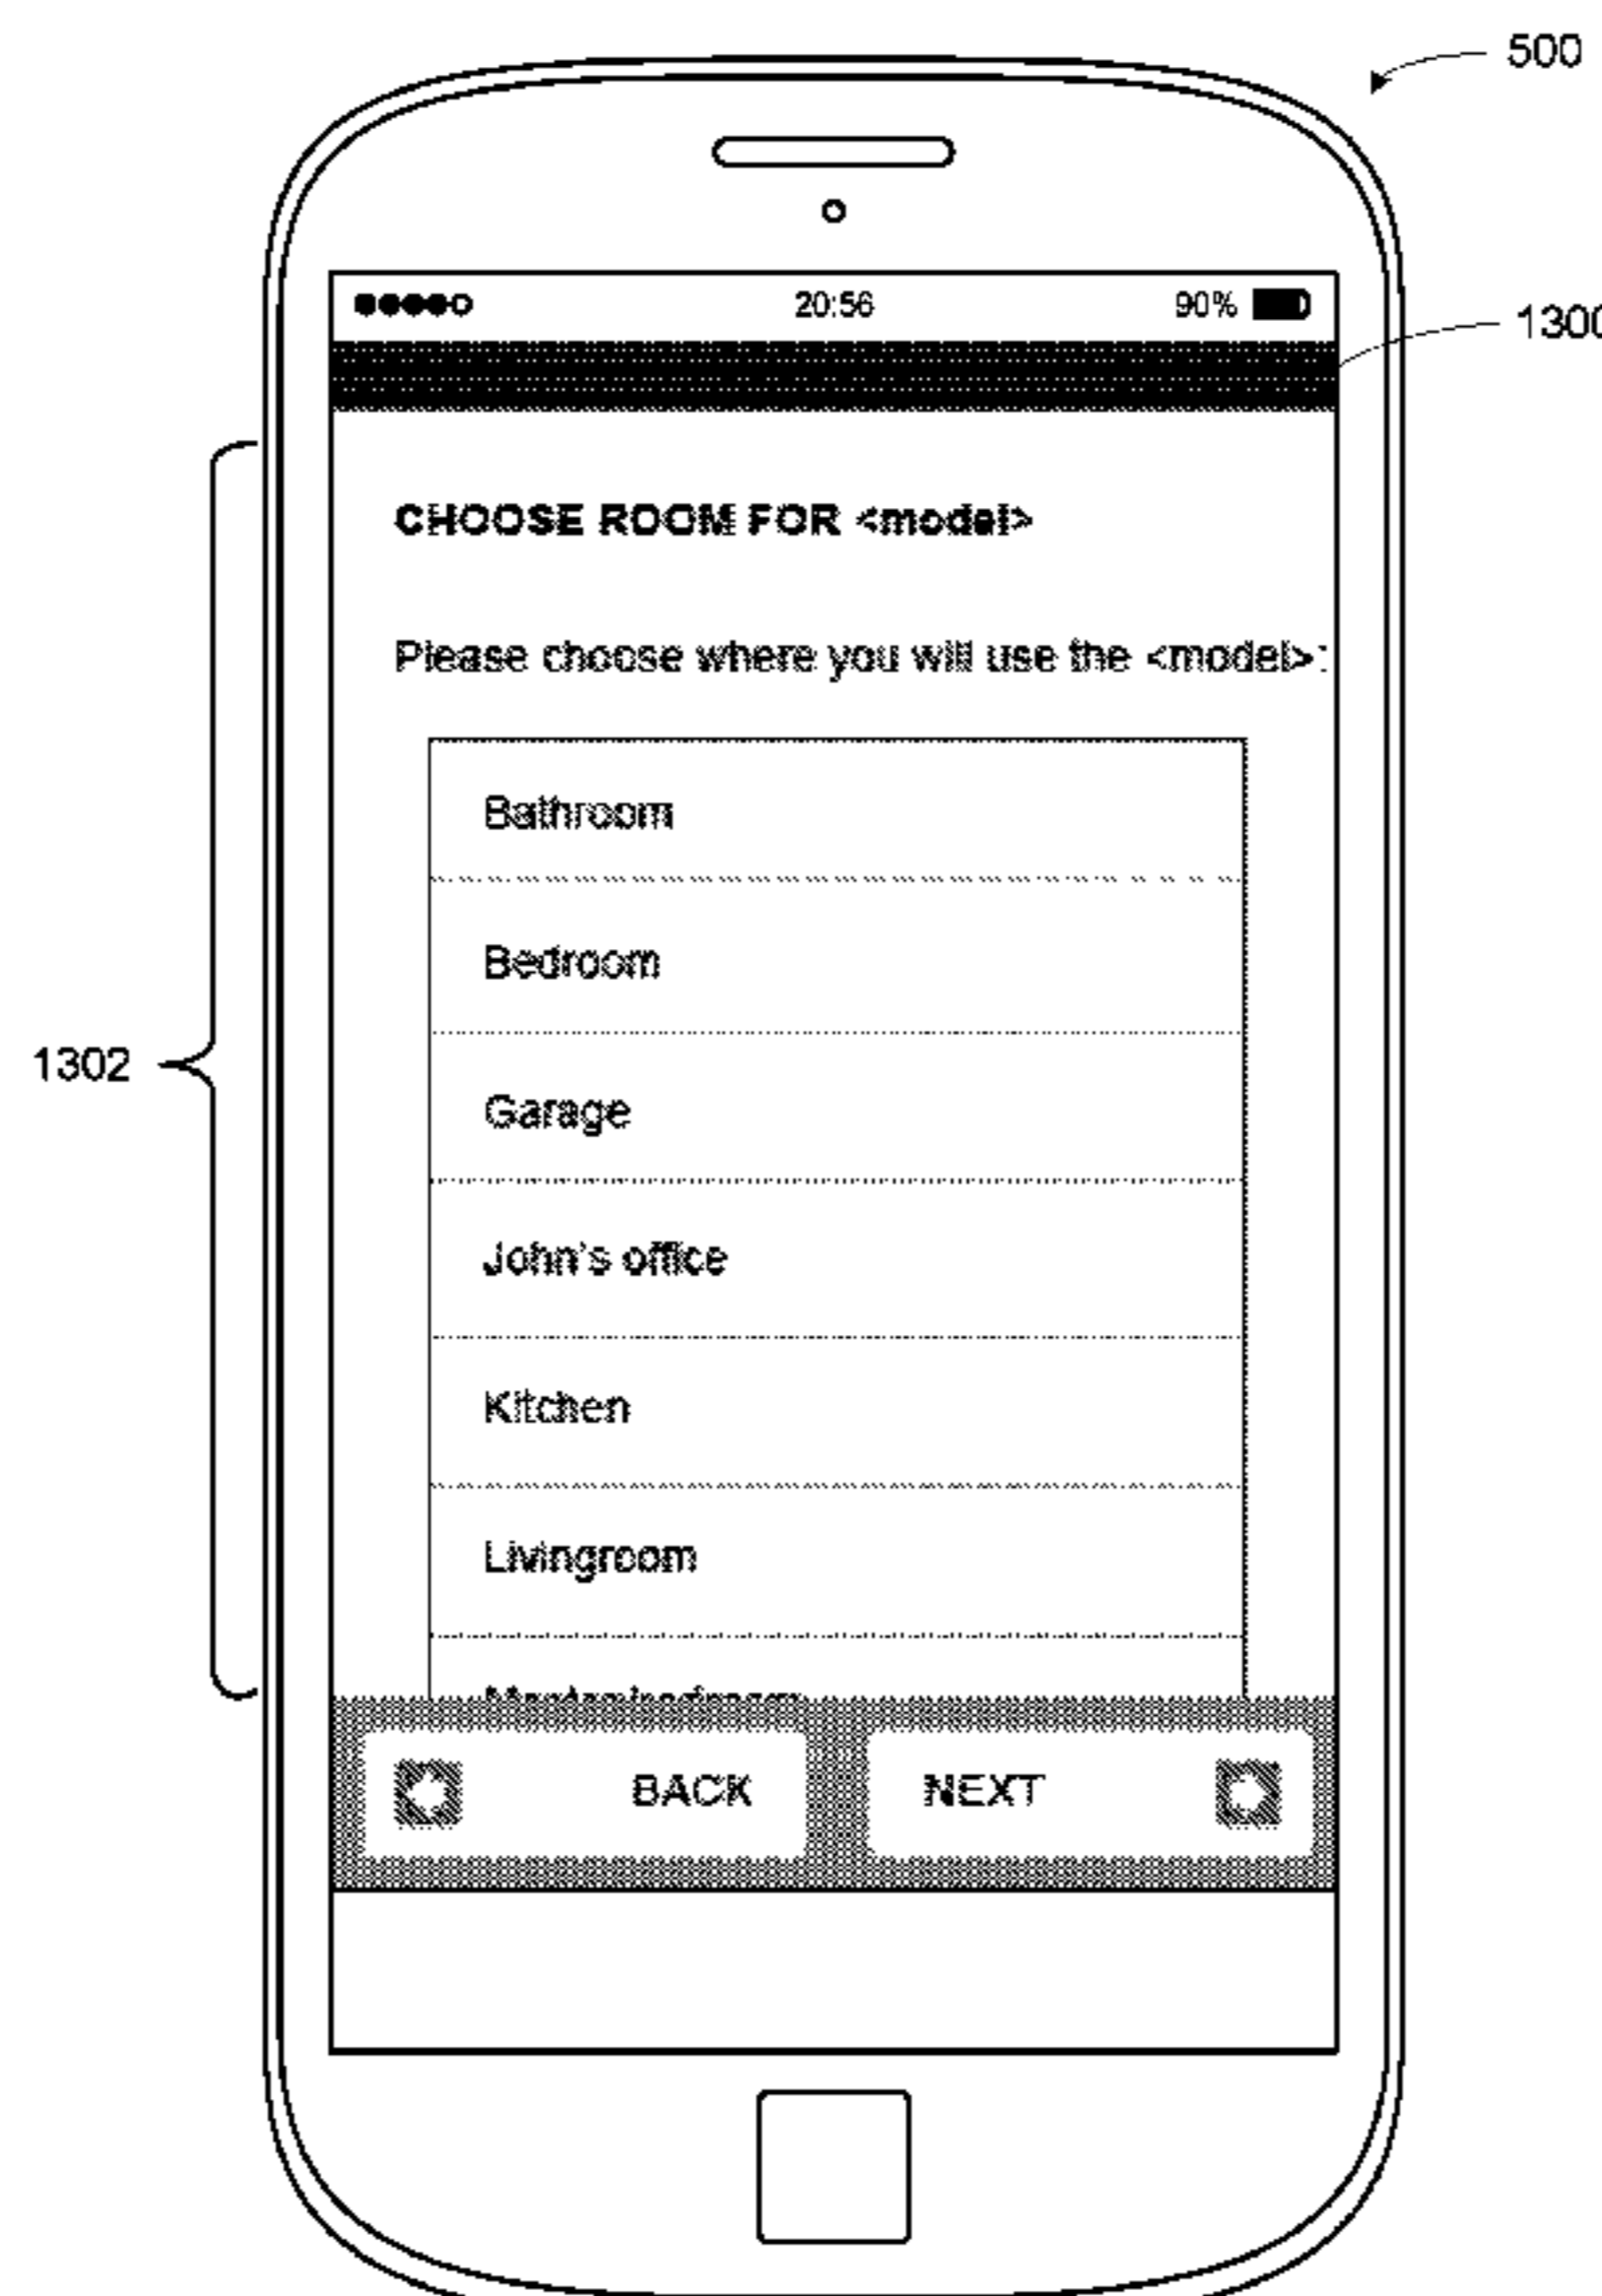 500
20:56 90%
1300
CHOOSE ROOM FOR <model>
Please choose where you will use the <model>:
Bathroom
Bedroom
Garage
John's office
1302
Kitchen
Livingroom
BACK NEXT